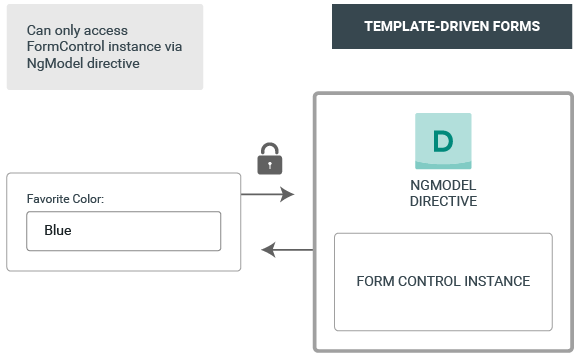 Can only access
FormControl instance via
NgModel directive
TEMPLATE-DRIVEN FORMS
D
NGMODEL
DIRECTIVE
Favorite Color:
Blue
FORM CONTROL INSTANCE